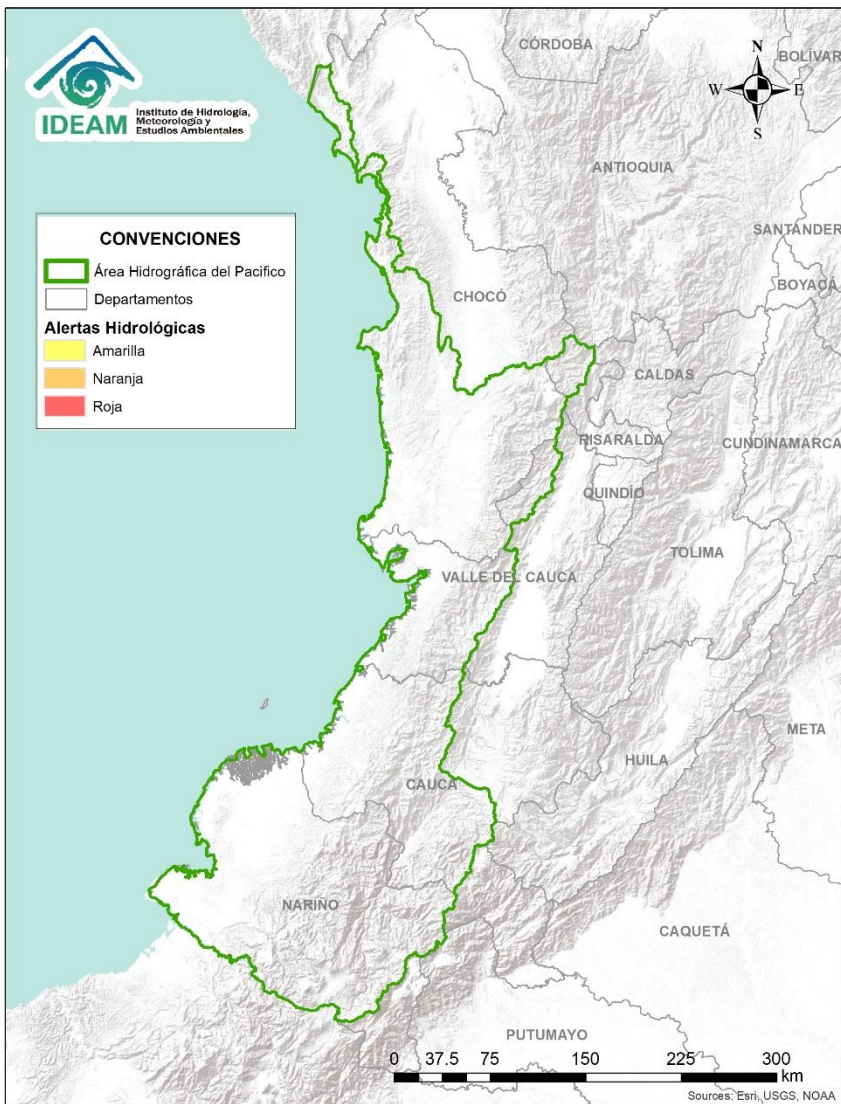 IDEAM
Instituto de Hidrología,
Meteorología y
Estudios Ambientales
N
W E
S
CÓRDOBA
BOLÍVAR
ANTIOQUIA
SANTANDER
BOYACÁ
CONVENCIONES
Área Hidrográfica del Pacifico
Departamentos
Alertas Hidrológicas
Amarilla
Naranja
Roja
CHOCÓ
CALDAS
RISARALDA
CUNDINAMARCA
QUINDÍO
TOLIMA
VALLE DEL CAUCA
META
HUILA
CAUCA
NARIÑO
CAQUETÁ
PUTUMAYO
0 37.5 75 150 225 300
km
Sources: Esri, USGS, NOAA